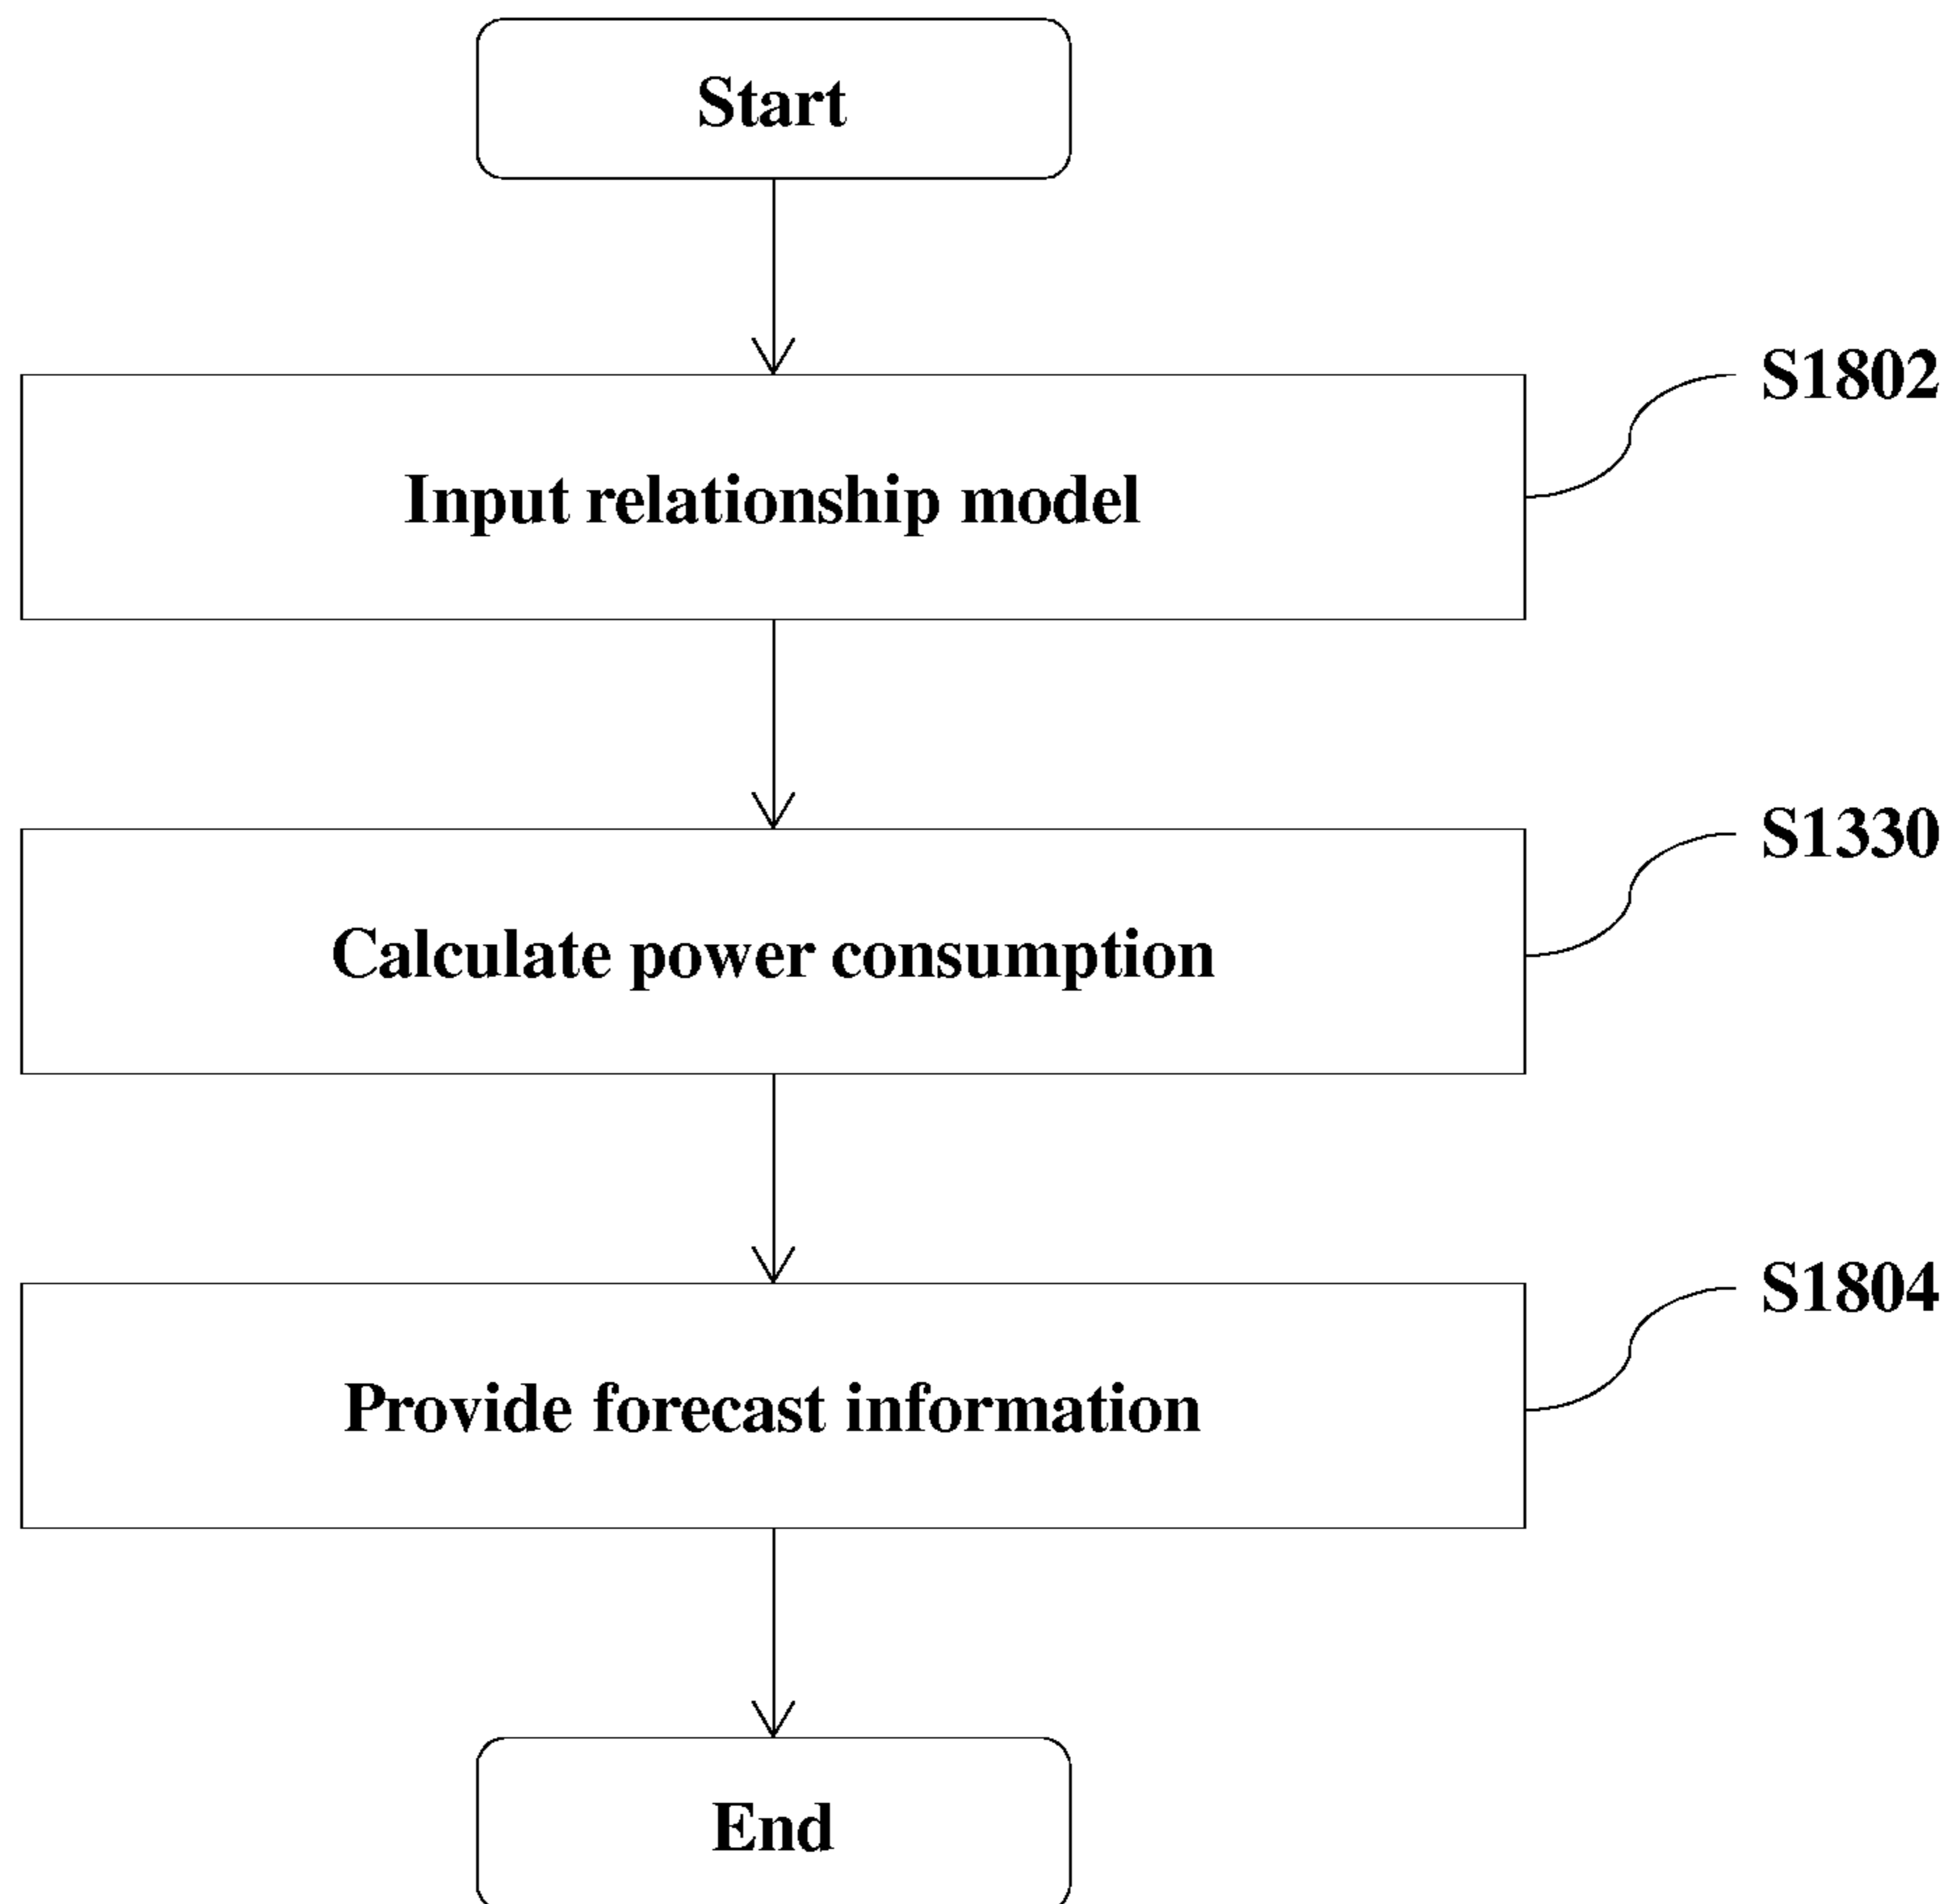 Start
S1802
Input relationship model
S1330
Calculate power consumption
S1804
Provide forecast information
End